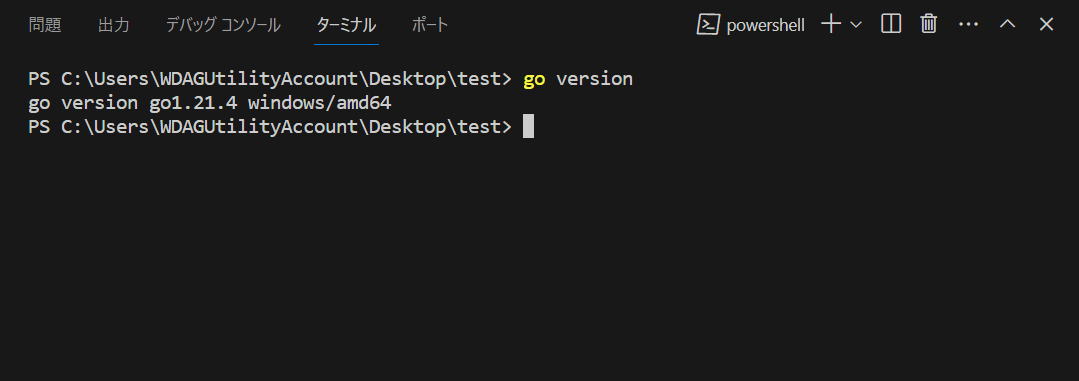 問題 出力 デバッグ コンソール ターミナル ポート powershell
PS C:\Users\WDAGUtilityAccount\Desktop\test> go version
go version go1.21.4 windows/amd64
PS C:\Users\WDAGUtilityAccount\Desktop\test>